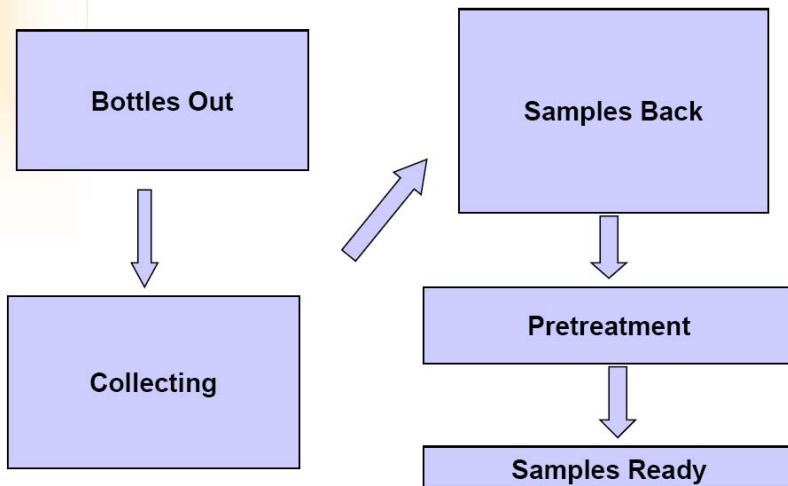 Bottles Out
Collecting
Samples Back
Pretreatment
Samples Ready